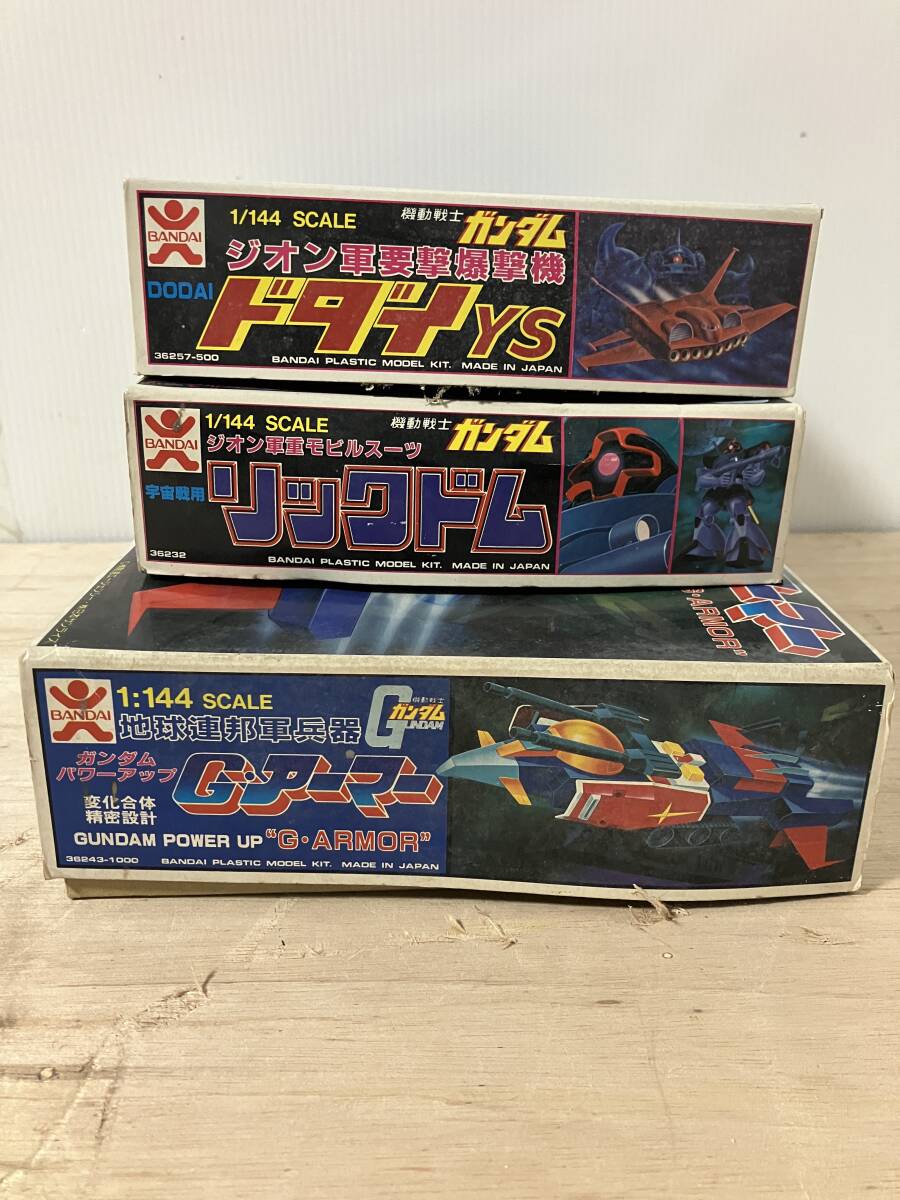 BANDAI
1/144 SCALE
機動戦士 ガンダム
ジオン軍要撃爆撃機
DODAI
ドダイYS
36257-500
BANDAI PLASTIC MODEL KIT. MADE IN JAPAN
BANDAI
1/144 SCALE
機動戦士 ガンダム
ジオン軍重モビルスーツ
宇宙戦用
リックドム
36232
BANDAI PLASTIC MODEL KIT. MADE IN JAPAN
G・ARMOR"
BANDAI
1:144 SCALE
機動戦士
ガンダム
GUNDAM
地球連邦軍兵器
ガンダム
パワーアップ
G・アーマー
変化合体
精密設計
GUNDAM POWER UP "G・ARMOR"
36243-1000
BANDAI PLASTIC MODEL KIT. MADE IN JAPAN